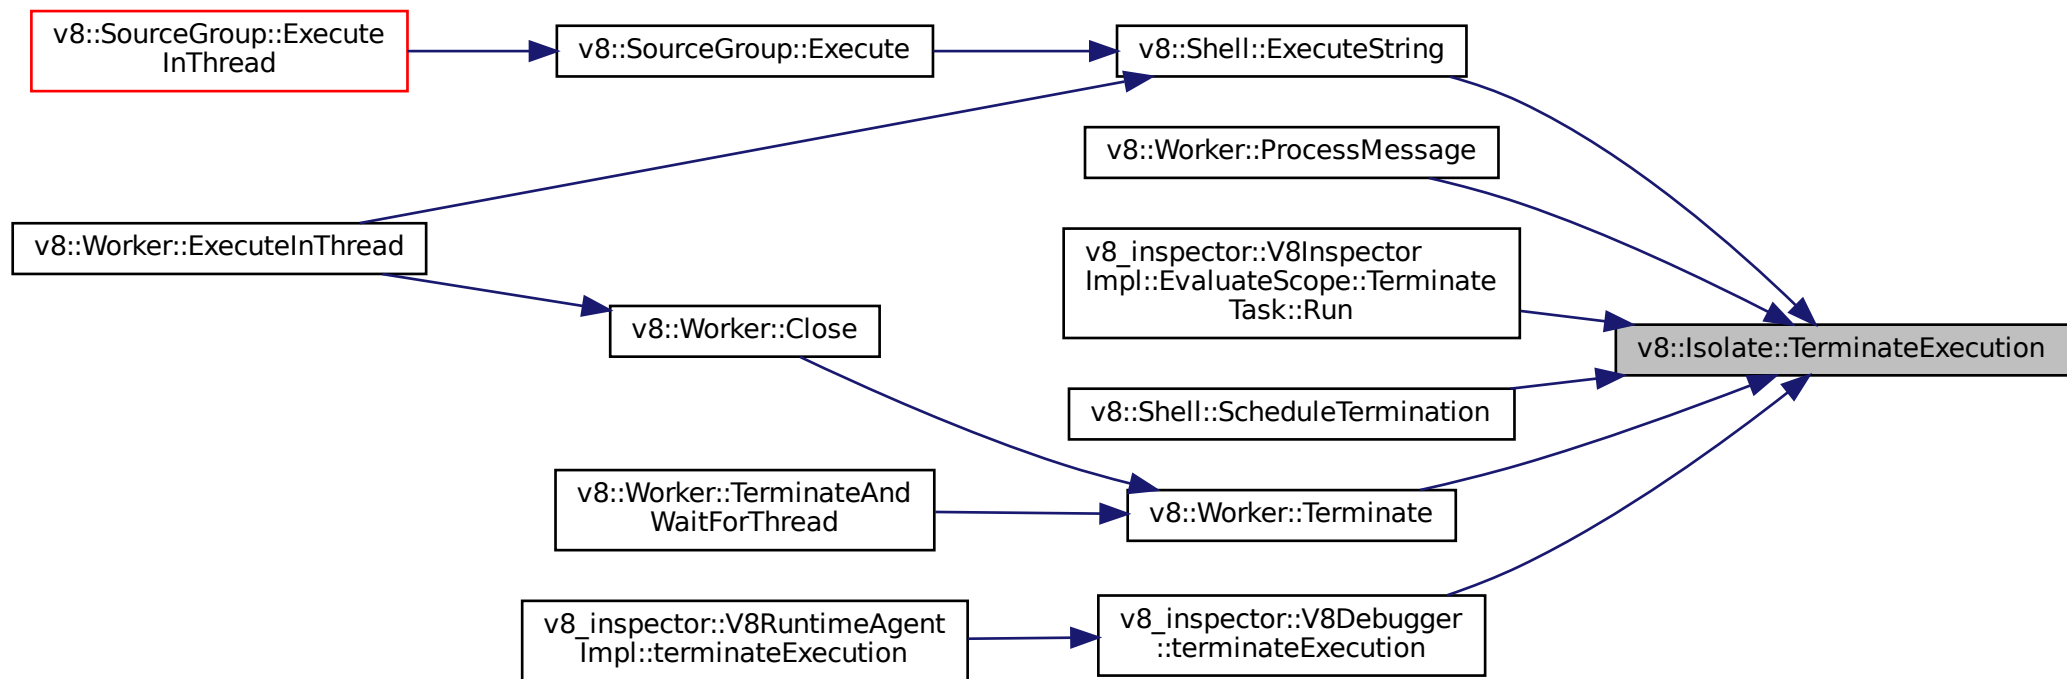 v8::SourceGroup::Execute
InThread
v8::SourceGroup::Execute
v8::Shell::ExecuteString
v8::Worker::ProcessMessage
v8::Worker::ExecuteInThread
v8_inspector::V8Inspector
Impl::EvaluateScope::Terminate
Task::Run
v8::Worker::Close
v8::Isolate::TerminateExecution
v8::Shell::ScheduleTermination
v8::Worker::TerminateAnd
WaitForThread
v8::Worker::Terminate
v8_inspector::V8RuntimeAgent
Impl::terminateExecution
v8_inspector::V8Debugger
::terminateExecution